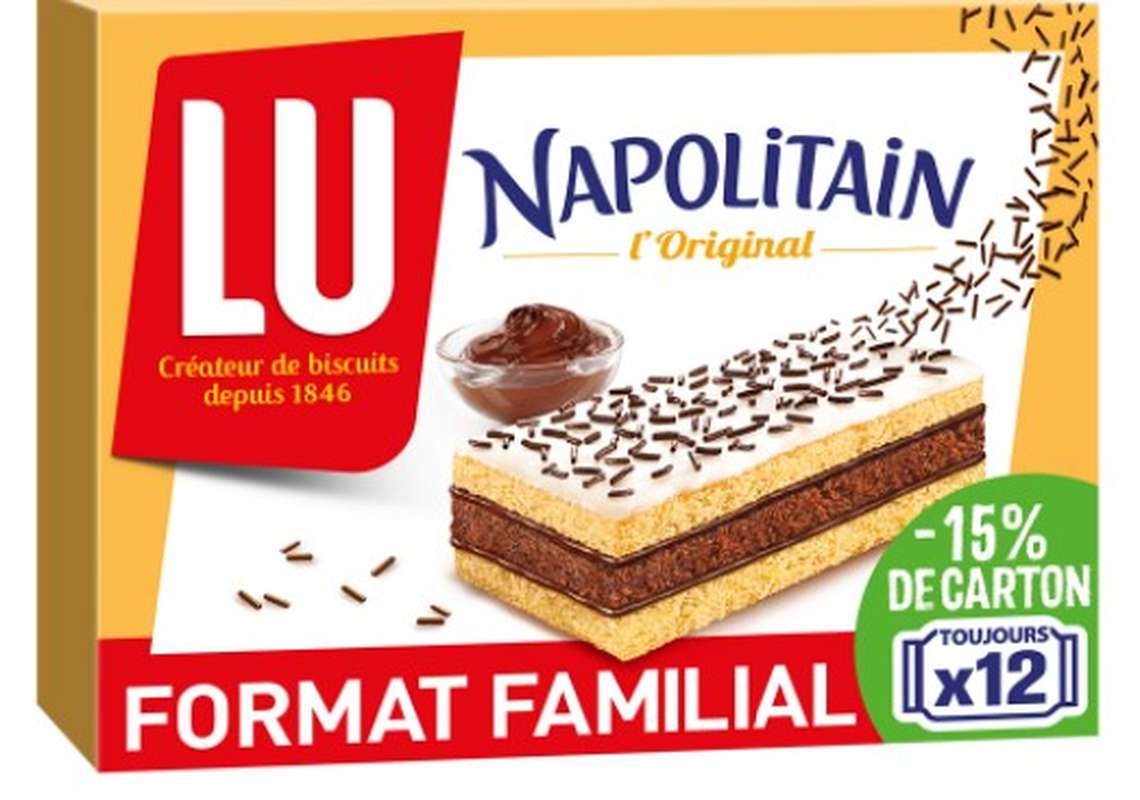 LU
Créateur de biscuits
depuis 1846
NAPOLiTAiN
l'Original
-15%
DE CARTON
TOUJOURS
x12
FORMAT FAMILIAL